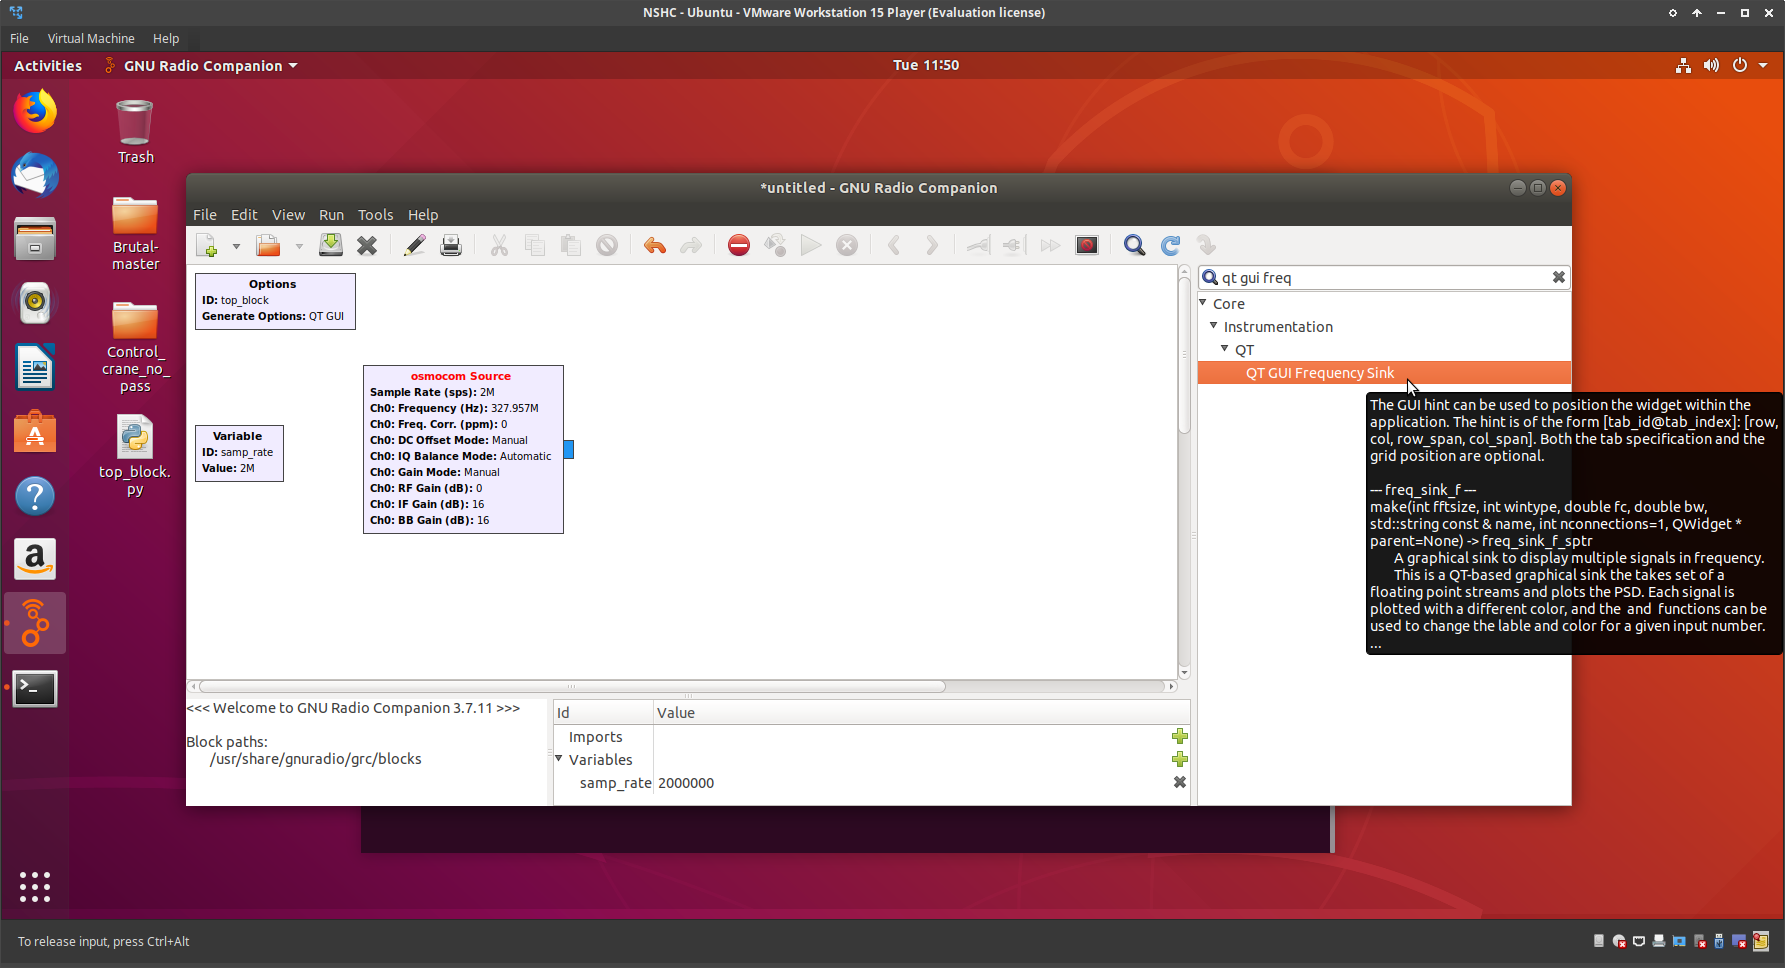 NSHC - Ubuntu - VMware Workstation 15 Player (Evaluation license)
File Virtual Machine Help
Activities GNU Radio Companion Tue 11:50
Trash
Brutal-
master
Control_
crane_no_
pass
top_block.
py
*untitled - GNU Radio Companion
File Edit View Run Tools Help
Options
ID: top_block
Generate Options: QT GUI
Variable
ID: samp_rate
Value: 2M
osmocom Source
Sample Rate (sps): 2M
Ch0: Frequency (Hz): 327.957M
Ch0: Freq. Corr. (ppm): 0
Ch0: DC Offset Mode: Manual
Ch0: IQ Balance Mode: Automatic
Ch0: Gain Mode: Manual
Ch0: RF Gain (dB): 0
Ch0: IF Gain (dB): 16
Ch0: BB Gain (dB): 16
qt gui freq
Core
Instrumentation
QT
QT GUI Frequency Sink
The GUI hint can be used to position the widget within the
application. The hint is of the form [tab_id@tab_index]: [row,
col, row_span, col_span]. Both the tab specification and the
grid position are optional.
--- freq_sink_f ---
make(int fftsize, int wintype, double fc, double bw,
std::string const & name, int nconnections=1, QWidget *
parent=None) -> freq_sink_f_sptr
A graphical sink to display multiple signals in frequency.
This is a QT-based graphical sink the takes set of a
floating point streams and plots the PSD. Each signal is
plotted with a different color, and the and functions can be
used to change the lable and color for a given input number.
...
<<< Welcome to GNU Radio Companion 3.7.11 >>>
Block paths:
/usr/share/gnuradio/grc/blocks
Id Value
Imports
Variables
samp_rate 2000000
To release input, press Ctrl+Alt